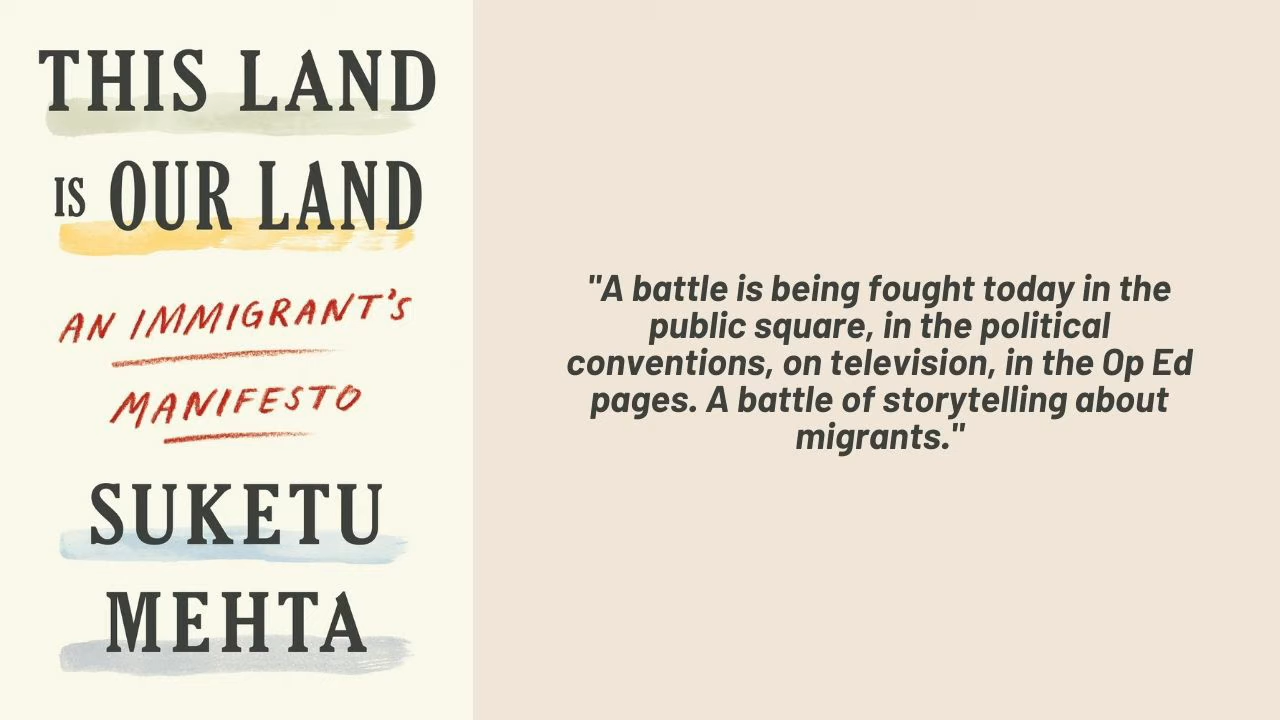 THIS LAND
IS OUR LAND
AN IMMIGRANT'S
MANIFESTO
SUKETU
MEHTA
"A battle is being fought today in the
public square, in the political
conventions, on television, in the Op Ed
pages. A battle of storytelling about
migrants."